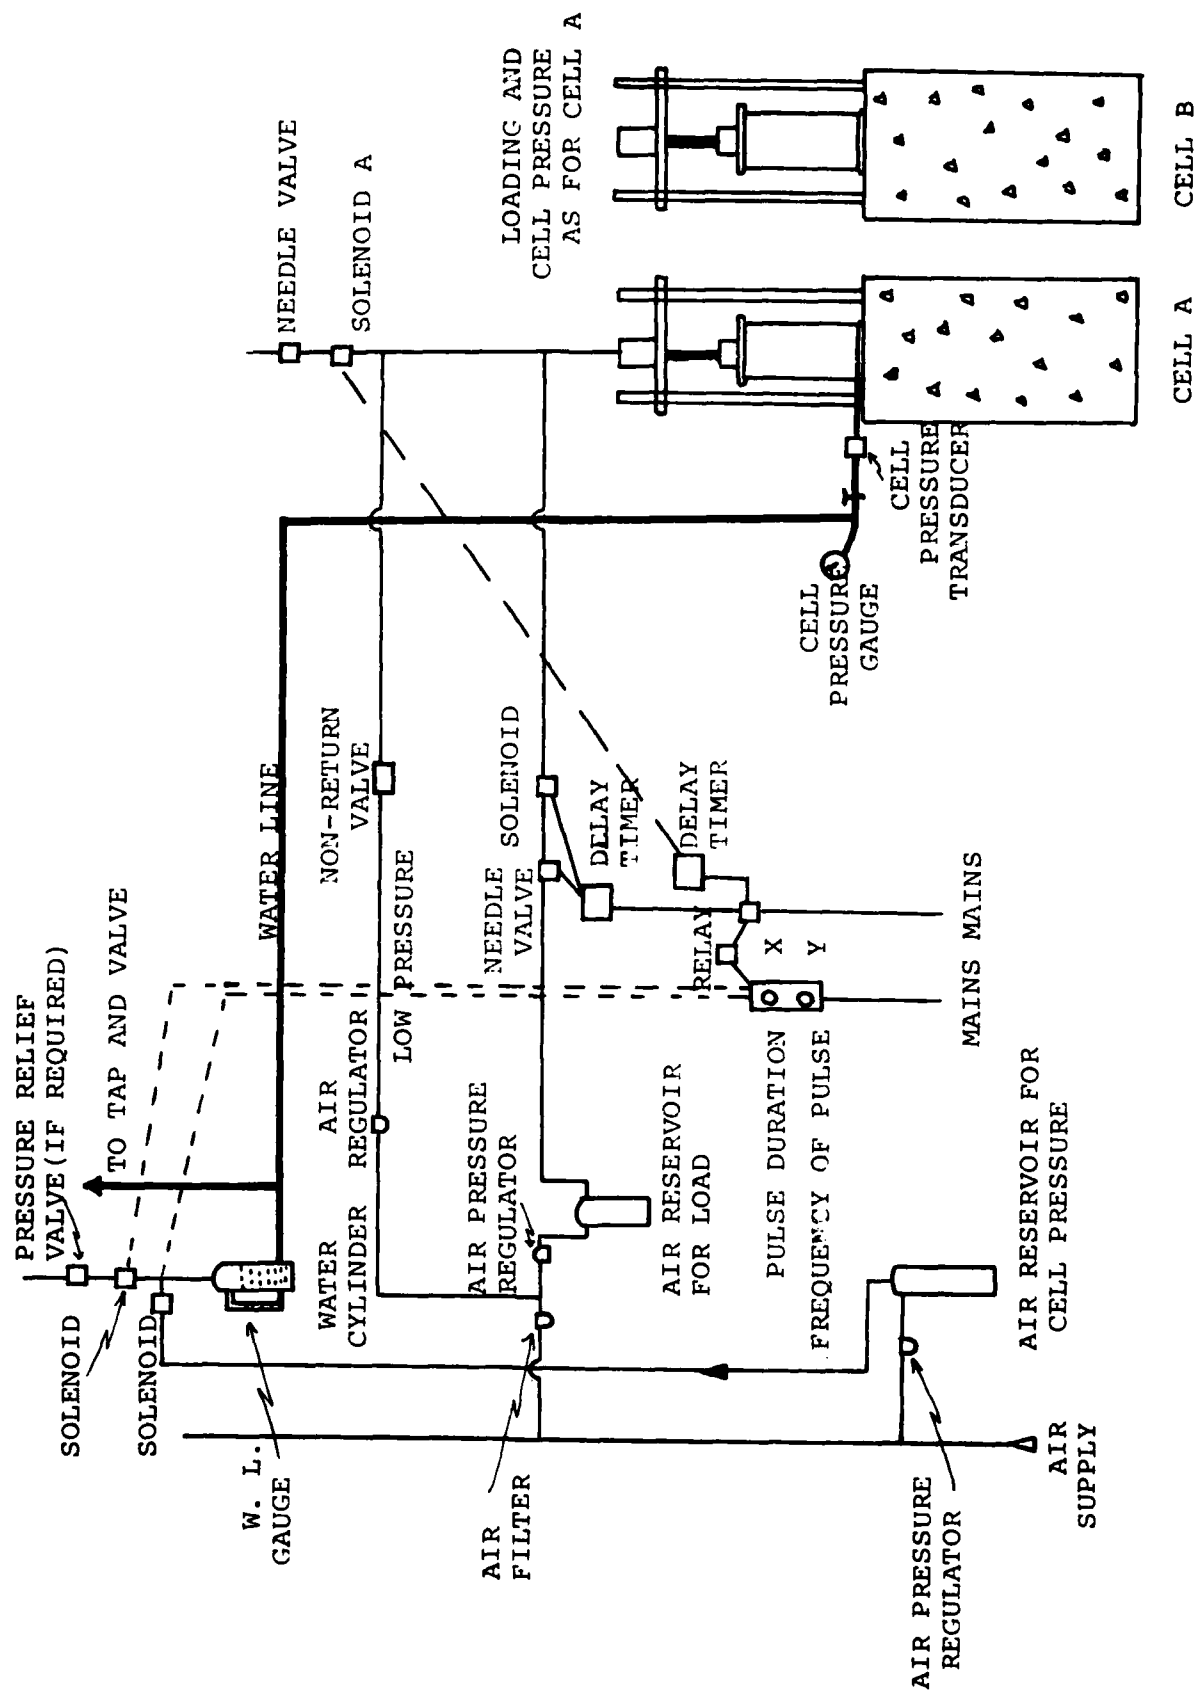 PRESSURE RELIEF
VALVE(IF REQUIRED)
TO TAP AND VALVE
SOLENOID
SOLENOID
W. L.
GAUGE
WATER
CYLINDER
WATER LINE
AIR
REGULATOR
LOW PRESSURE
NON-RETURN
VALVE
NEEDLE VALVE
SOLENOID A
LOADING AND
CELL PRESSURE
AS FOR CELL A
AIR
FILTER
AIR PRESSURE
REGULATOR
NEEDLE
VALVE
SOLENOID
DELAY
TIMER
DELAY
TIMER
RELAY
X
Y
AIR RESERVOIR
FOR LOAD
PULSE DURATION
FREQUENCY OF PULSE
MAINS MAINS
CELL
PRESSURE
GAUGE
CELL
PRESSURE
TRANSDUCER
AIR PRESSURE
REGULATOR
AIR
SUPPLY
AIR RESERVOIR FOR
CELL PRESSURE
CELL A
CELL B